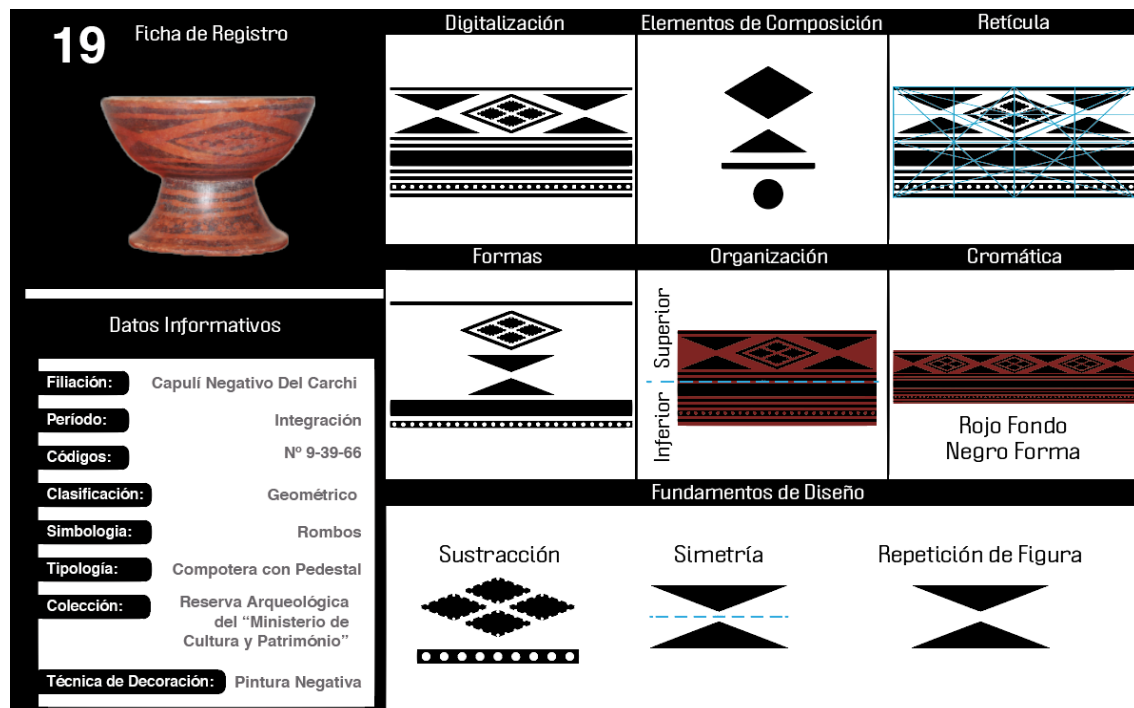 19
Ficha de Registro
Datos Informativos
Filiación: Capulí Negativo Del Carchi
Período: Integración
Códigos: Nº 9-39-66
Clasificación: Geométrico
Simbologia: Rombos
Tipología: Compotera con Pedestal
Colección: Reserva Arqueológica
del “Ministerio de
Cultura y Património”
Técnica de Decoración: Pintura Negativa
Digitalización
Elementos de Composición
Retícula
Formas
Organización
Superior
Inferior
Cromática
Rojo Fondo
Negro Forma
Fundamentos de Diseño
Sustracción
Simetría
Repetición de Figura